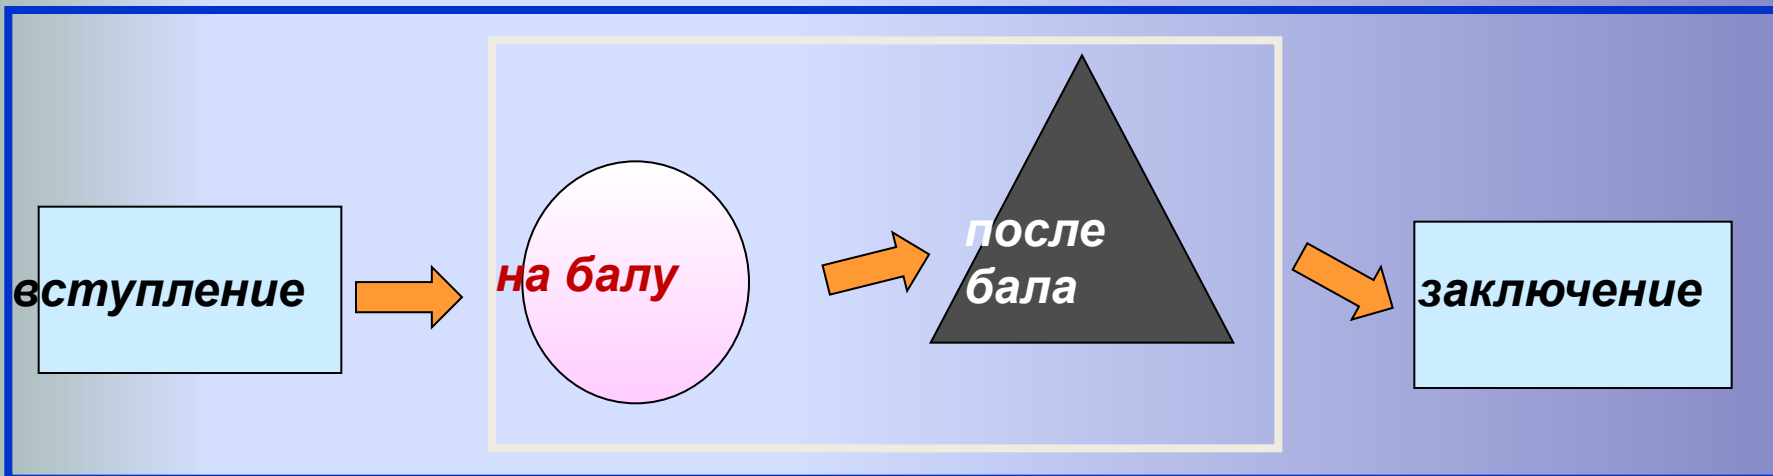 вступление
на балу
после
бала
заключение